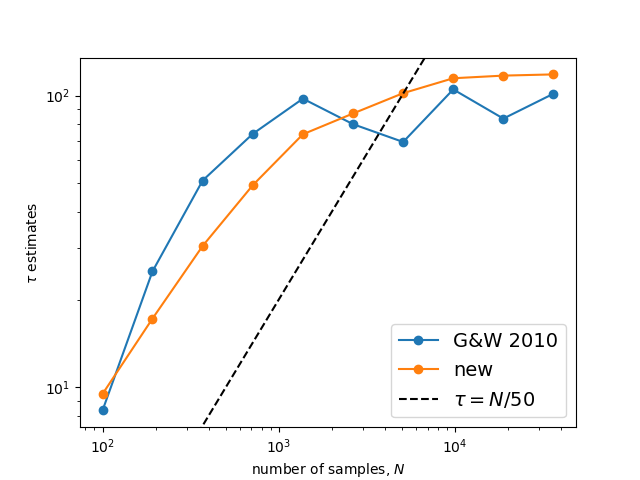 10²
10¹
τ estimates
10²
10³
10⁴
number of samples, N
G&W 2010
new
τ = N/50